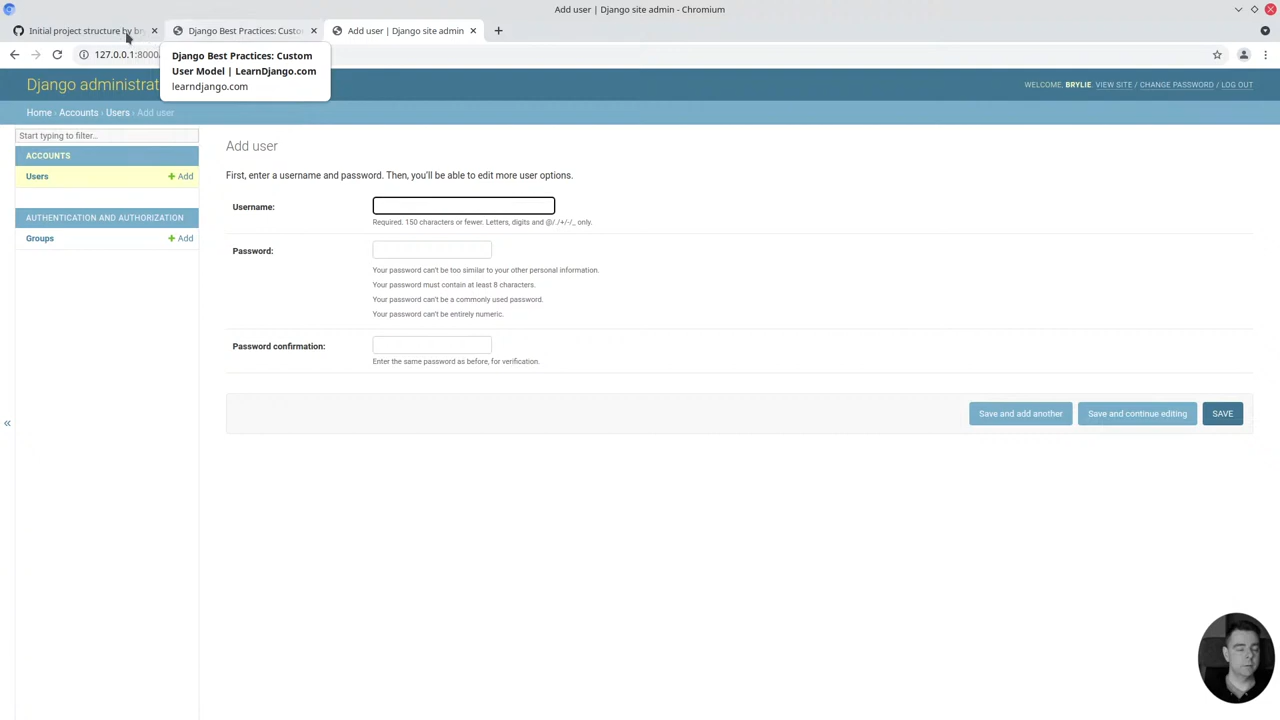 Add user | Django site admin - Chromium
Initial project structure by br
Django Best Practices: Custo
Add user | Django site admin
127.0.0.1:8000/
Django Best Practices: Custom
User Model | LearnDjango.com
learndjango.com
Django administrat
WELCOME, BRYLIE. VIEW SITE / CHANGE PASSWORD / LOG OUT
Home › Accounts › Users › Add user
Start typing to filter...
ACCOUNTS
Users
+ Add
AUTHENTICATION AND AUTHORIZATION
Groups
+ Add
Add user
First, enter a username and password. Then, you'll be able to edit more user options.
Username:
Required. 150 characters or fewer. Letters, digits and @/./+/-/_ only.
Password:
Your password can't be too similar to your other personal information.
Your password must contain at least 8 characters.
Your password can't be a commonly used password.
Your password can't be entirely numeric.
Password confirmation:
Enter the same password as before, for verification.
Save and add another
Save and continue editing
SAVE